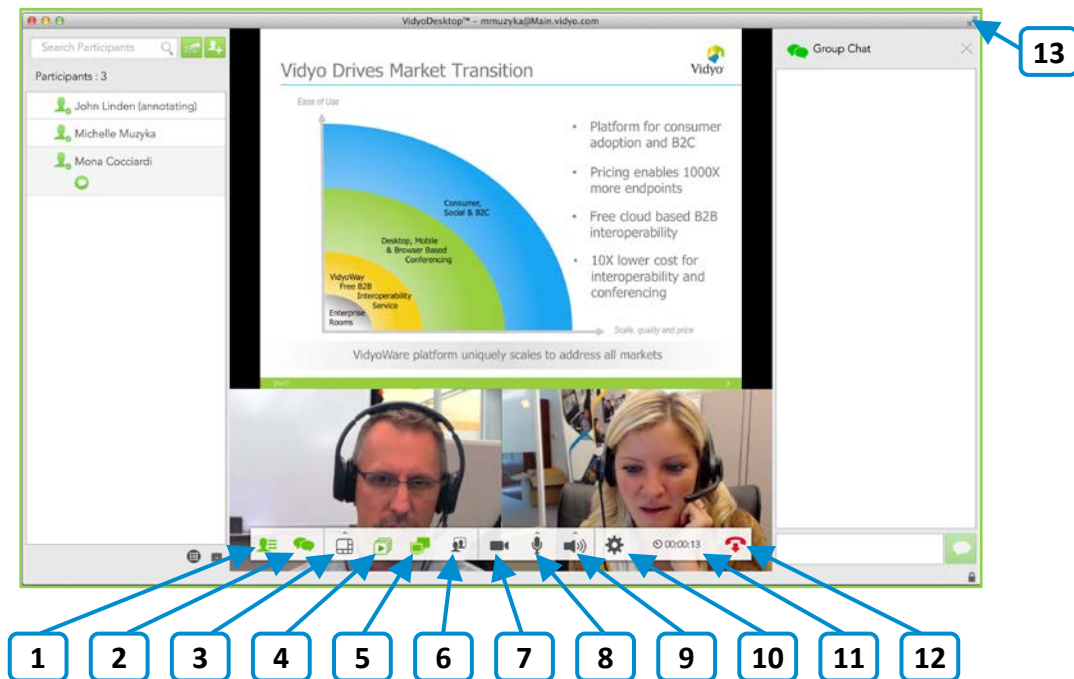 VidyoDesktop™ - mmuzyka@Main.vidyo.com
13
Search Participants
Participants : 3
John Linden (annotating)
Michelle Muzyka
Mona Cocciardi
Vidyo Drives Market Transition
Vidyo
Ease of Use
Consumer,
Social & B2C
Desktop, Mobile
& Browser Based
Conferencing
VidyoWay
Free B2B
Interoperability
Service
Enterprise
Rooms
Scale, quality and price
• Platform for consumer
adoption and B2C
• Pricing enables 1000X
more endpoints
• Free cloud based B2B
interoperability
• 10X lower cost for
interoperability and
conferencing
VidyoWare platform uniquely scales to address all markets
Group Chat
00:00:13
1 2 3 4 5 6 7 8 9 10 11 12